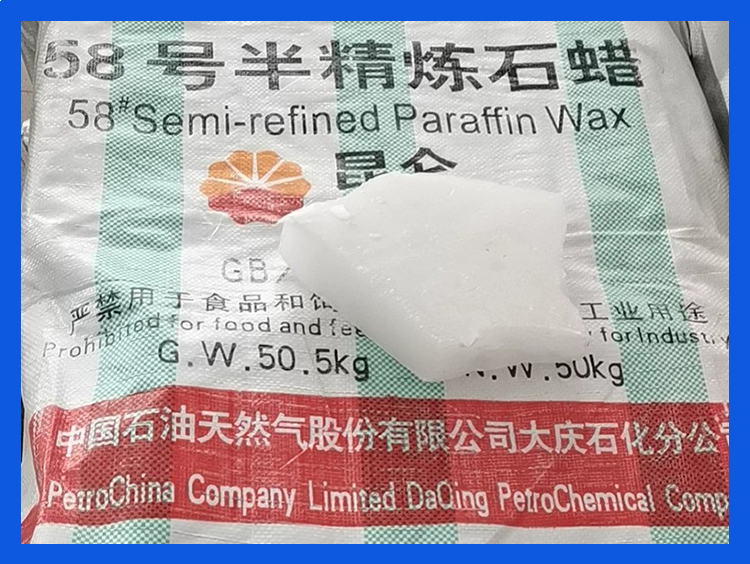 58号半精炼石蜡
58#Semi-refined Paraffin Wax
昆仑
GB/
严禁用于食品和饲 工业用途
Prohibited for food and fee for Industry
G.W.50.5kg N.W.50kg
中国石油天然气股份有限公司大庆石化分公
PetroChina Company Limited DaQing PetroChemical Comp